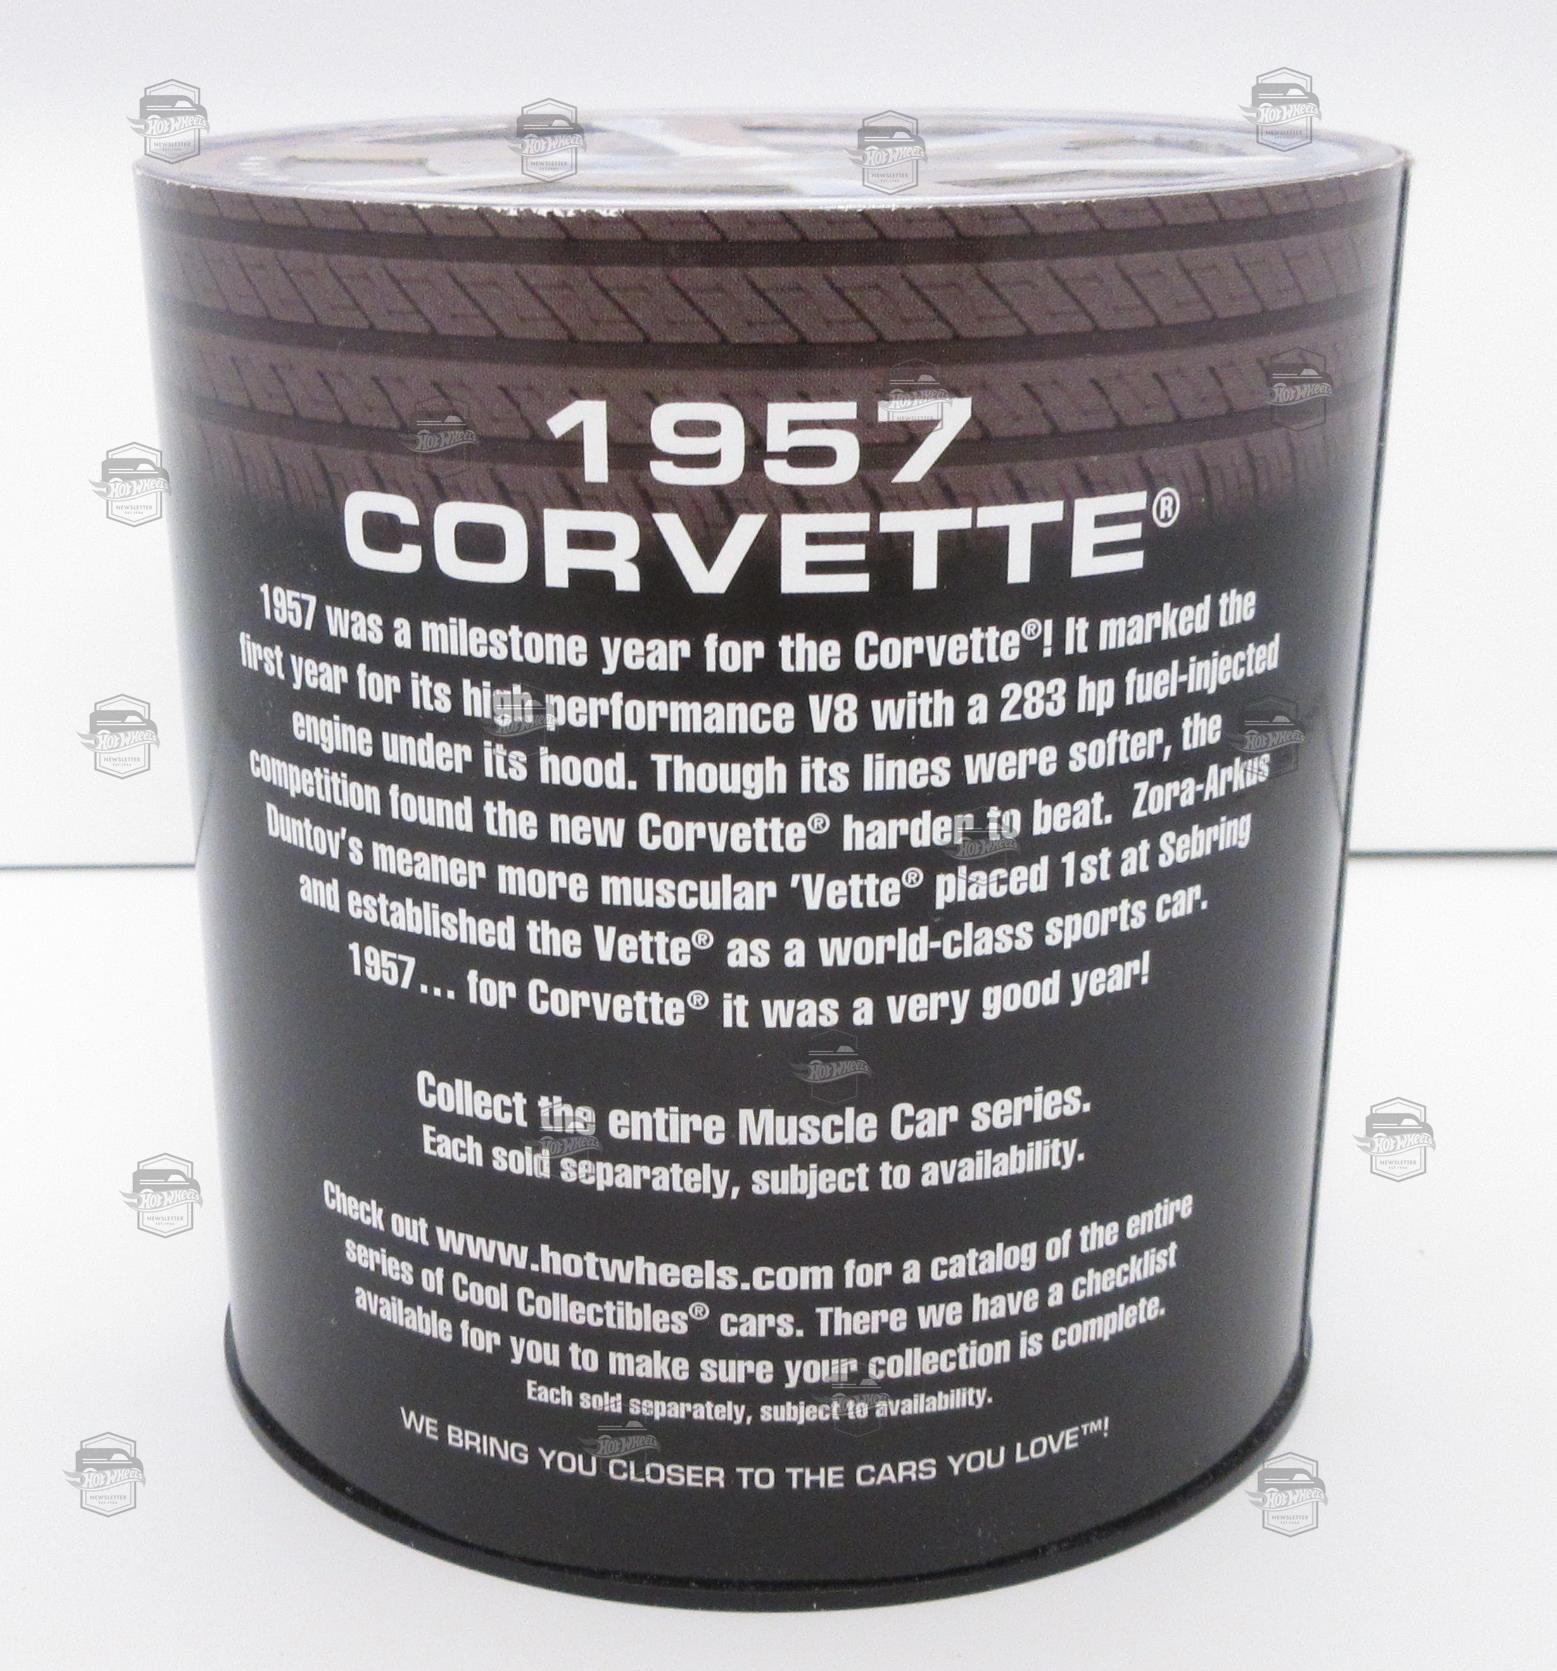 1957
CORVETTE®
1957 was a milestone year for the Corvette®! It marked the
first year for its high performance V8 with a 283 hp fuel-injected
engine under its hood. Though its lines were softer, the
competition found the new Corvette® harder to beat. Zora-Arkus
Duntov's meaner more muscular 'Vette® placed 1st at Sebring
and established the Vette® as a world-class sports car.
1957... for Corvette® it was a very good year!
Collect the entire Muscle Car series.
Each sold separately, subject to availability.
Check out www.hotwheels.com for a catalog of the entire
series of Cool Collectibles® cars. There we have a checklist
available for you to make sure your collection is complete.
Each sold separately, subject to availability.
WE BRING YOU CLOSER TO THE CARS YOU LOVE™!
HOT WHEELS
NEWSLETTER